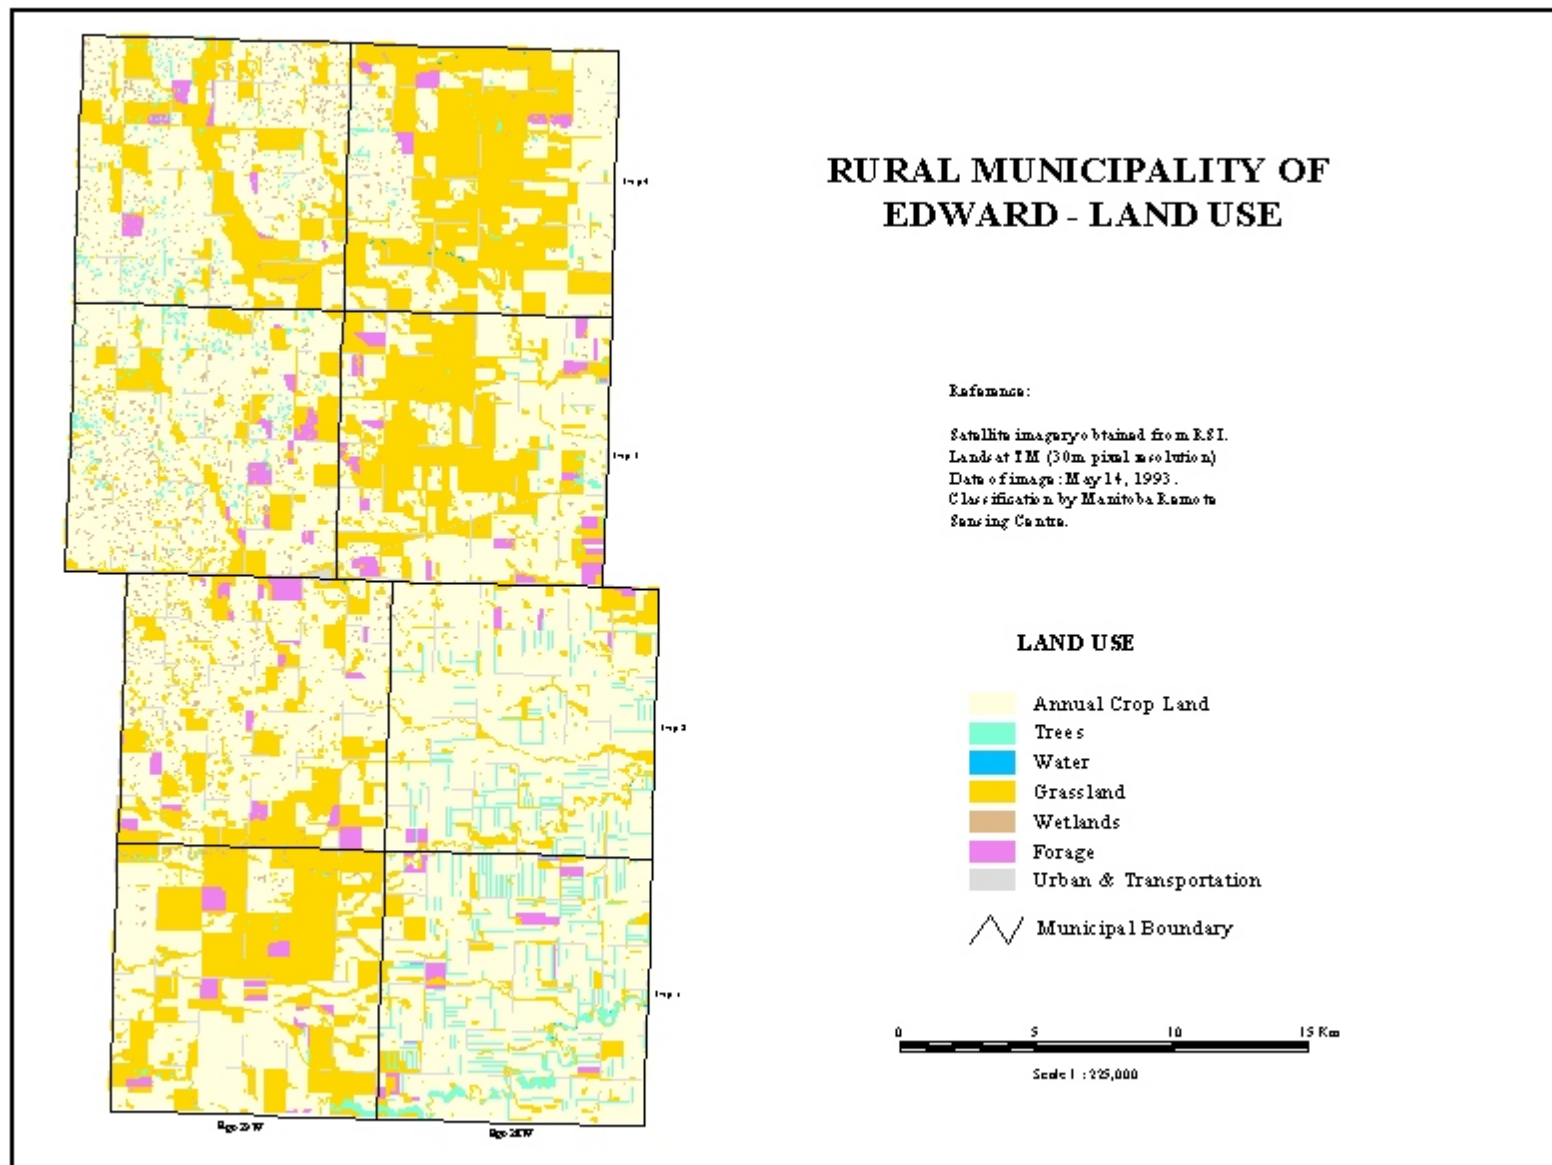 RURAL MUNICIPALITY OF
EDWARD - LAND USE
Reference:
Satellite imagery obtained from RSI.
Landsat TM (30m pixel resolution)
Date of image: May 14, 1993.
Classification by Manitoba Remote
Sensing Centre.
LAND USE
Annual Crop Land
Trees
Water
Grassland
Wetlands
Forage
Urban & Transportation
Municipal Boundary
0 5 10 15 Km
Scale 1 : 225,000